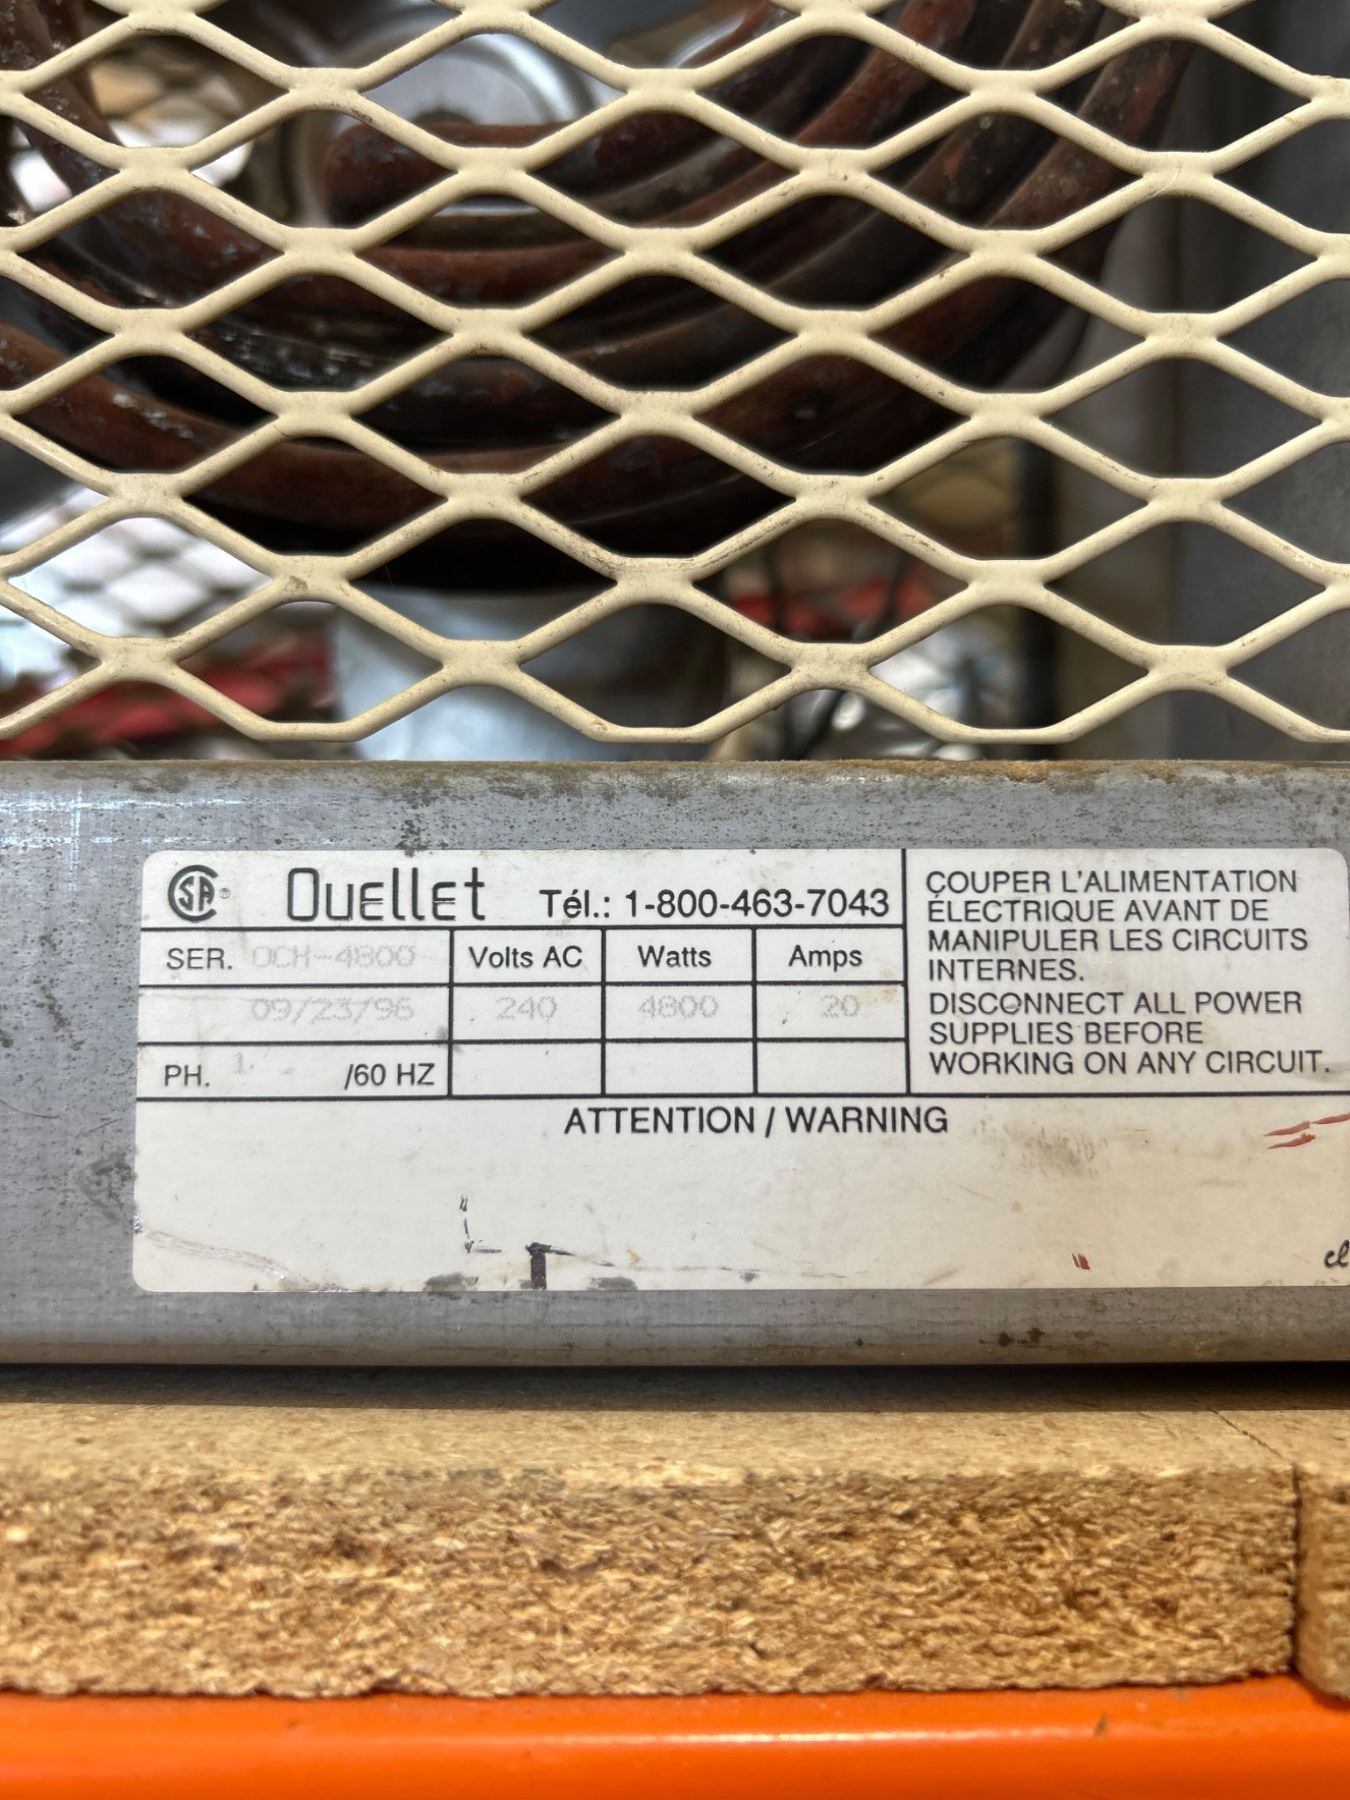 CSA® Ouellet Tél.: 1-800-463-7043
SER. OCH-4800 Volts AC Watts Amps
09/23/96 240 4800 20
PH. 1 /60 HZ
COUPER L'ALIMENTATION
ÉLECTRIQUE AVANT DE
MANIPULER LES CIRCUITS
INTERNES.
DISCONNECT ALL POWER
SUPPLIES BEFORE
WORKING ON ANY CIRCUIT.
ATTENTION / WARNING